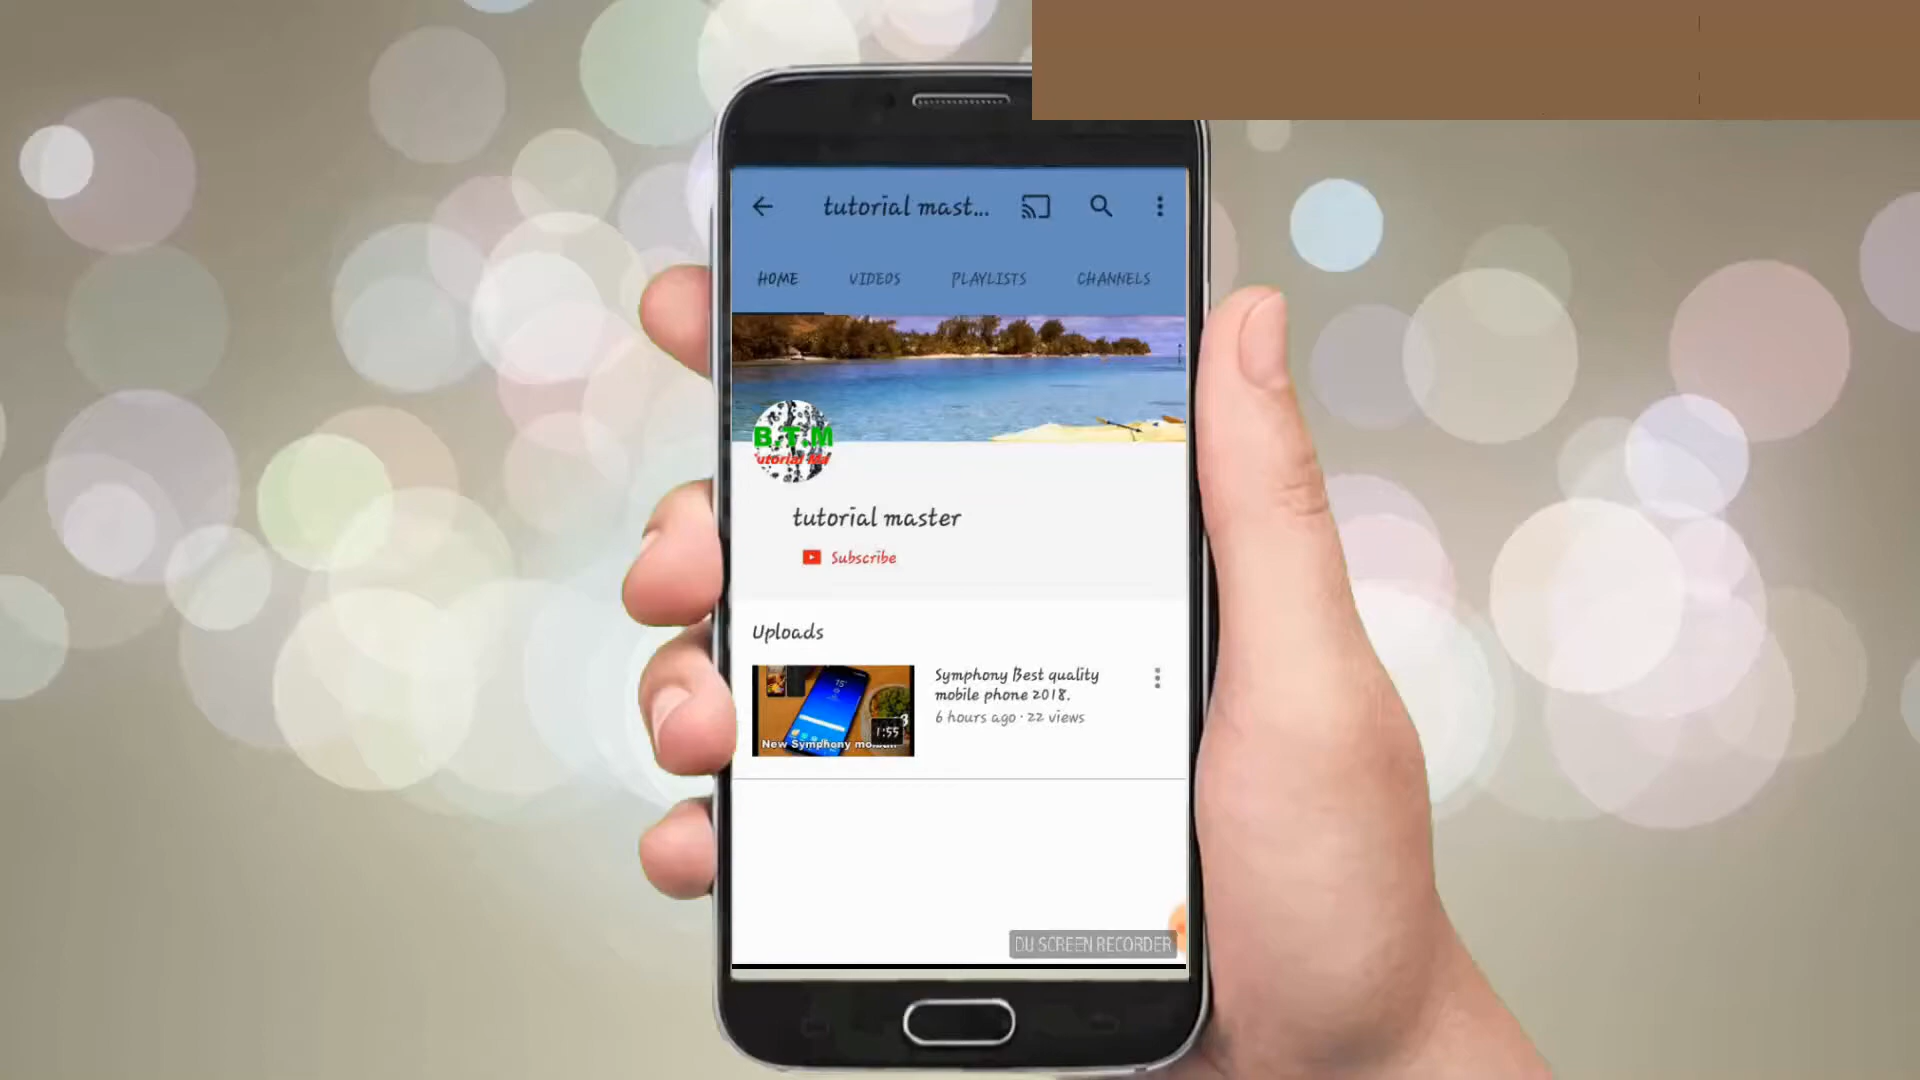 tutorial mast...
HOME VIDEOS PLAYLISTS CHANNELS
B.T.M
tutorial master
Subscribe
Uploads
Symphony Best quality
mobile phone 2018.
6 hours ago · 22 views
1:55
New Symphony
DU SCREEN RECORDER